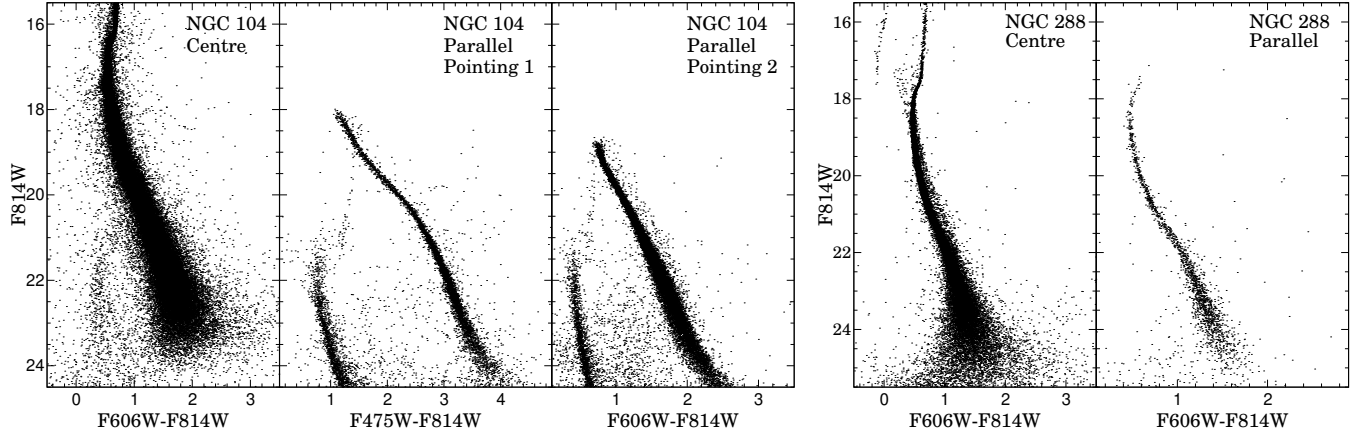 NGC 104
Centre
NGC 104
Parallel
Pointing 1
NGC 104
Parallel
Pointing 2
NGC 288
Centre
NGC 288
Parallel
16
18
20
22
24
F814W
16
18
20
22
24
F814W
0 1 2 3
1 2 3 4
0 1 2 3
0 1 2 3
1 2
F606W-F814W
F475W-F814W
F606W-F814W
F606W-F814W
F606W-F814W